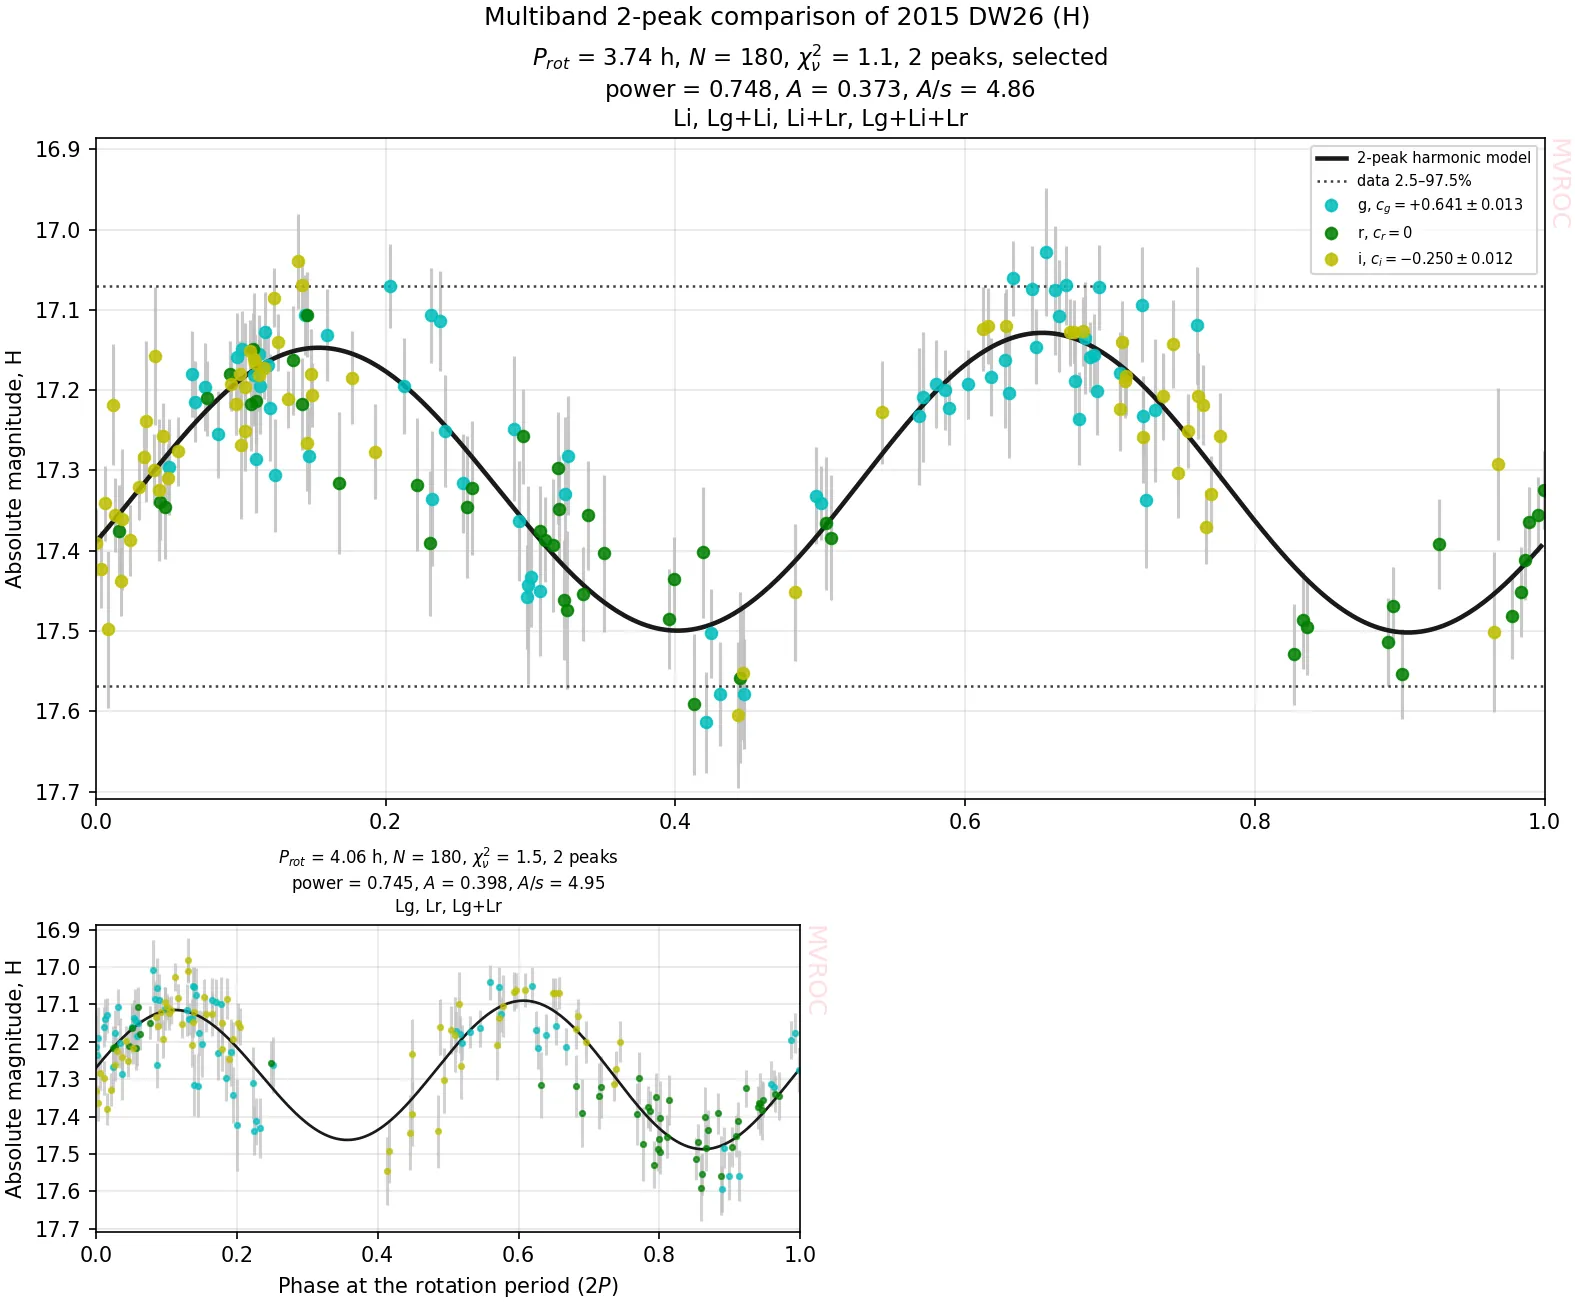 Multiband 2-peak comparison of 2015 DW26 (H)
P_rot = 3.74 h, N = 180, χ²_ν = 1.1, 2 peaks, selected
power = 0.748, A = 0.373, A/s = 4.86
Li, Lg+Li, Li+Lr, Lg+Li+Lr
2-peak harmonic model
data 2.5–97.5%
g, c_g = +0.641 ± 0.013
r, c_r = 0
i, c_i = −0.250 ± 0.012
MVROC
Absolute magnitude, H
16.9
17.0
17.1
17.2
17.3
17.4
17.5
17.6
17.7
0.0 0.2 0.4 0.6 0.8 1.0
P_rot = 4.06 h, N = 180, χ²_ν = 1.5, 2 peaks
power = 0.745, A = 0.398, A/s = 4.95
Lg, Lr, Lg+Lr
MVROC
Absolute magnitude, H
16.9
17.0
17.1
17.2
17.3
17.4
17.5
17.6
17.7
0.0 0.2 0.4 0.6 0.8 1.0
Phase at the rotation period (2P)